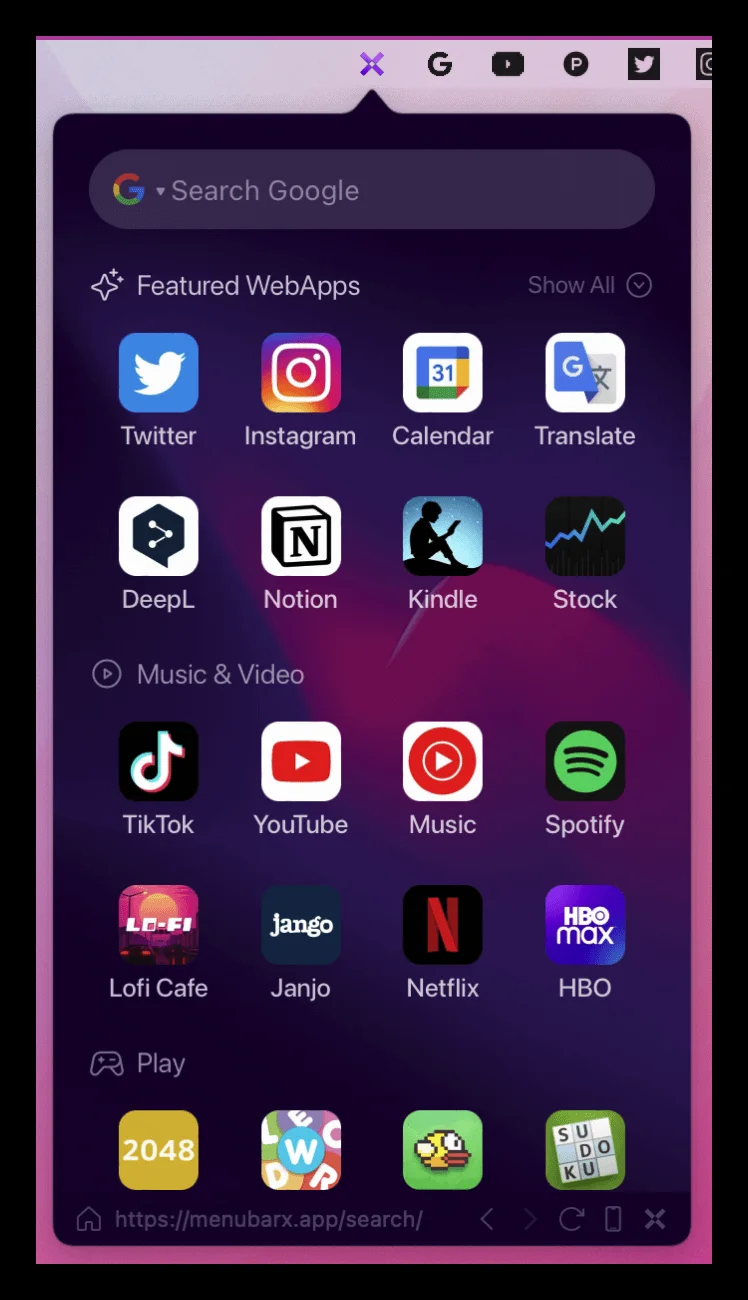 G
P
Search Google
Featured WebApps
Show All
31
G 文
Twitter
Instagram
Calendar
Translate
N
DeepL
Notion
Kindle
Stock
Music & Video
TikTok
YouTube
Music
Spotify
LO-FI
jango
N
HBO
max
Lofi Cafe
Janjo
Netflix
HBO
Play
2048
L E C W D R
SU
DO
KU
https://menubarx.app/search/